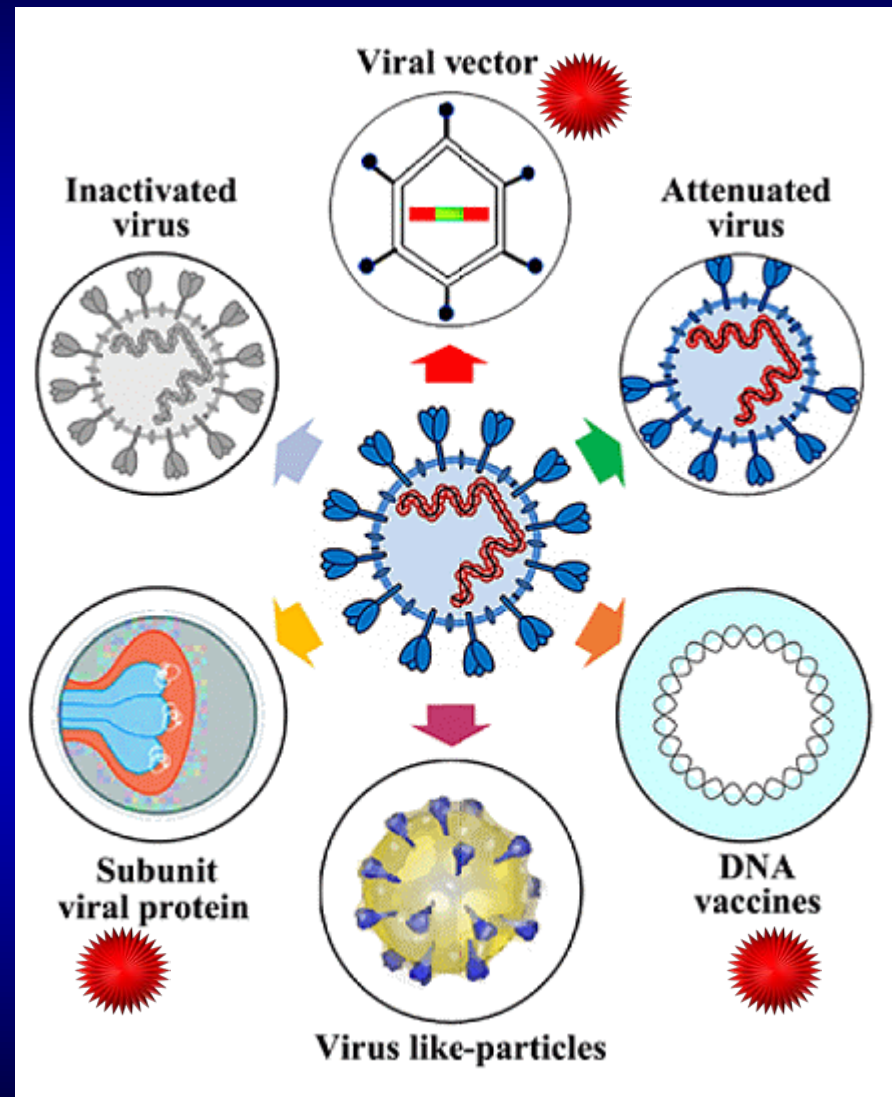 Viral vector
Inactivated
virus
Attenuated
virus
Subunit
viral protein
DNA
vaccines
Virus like-particles